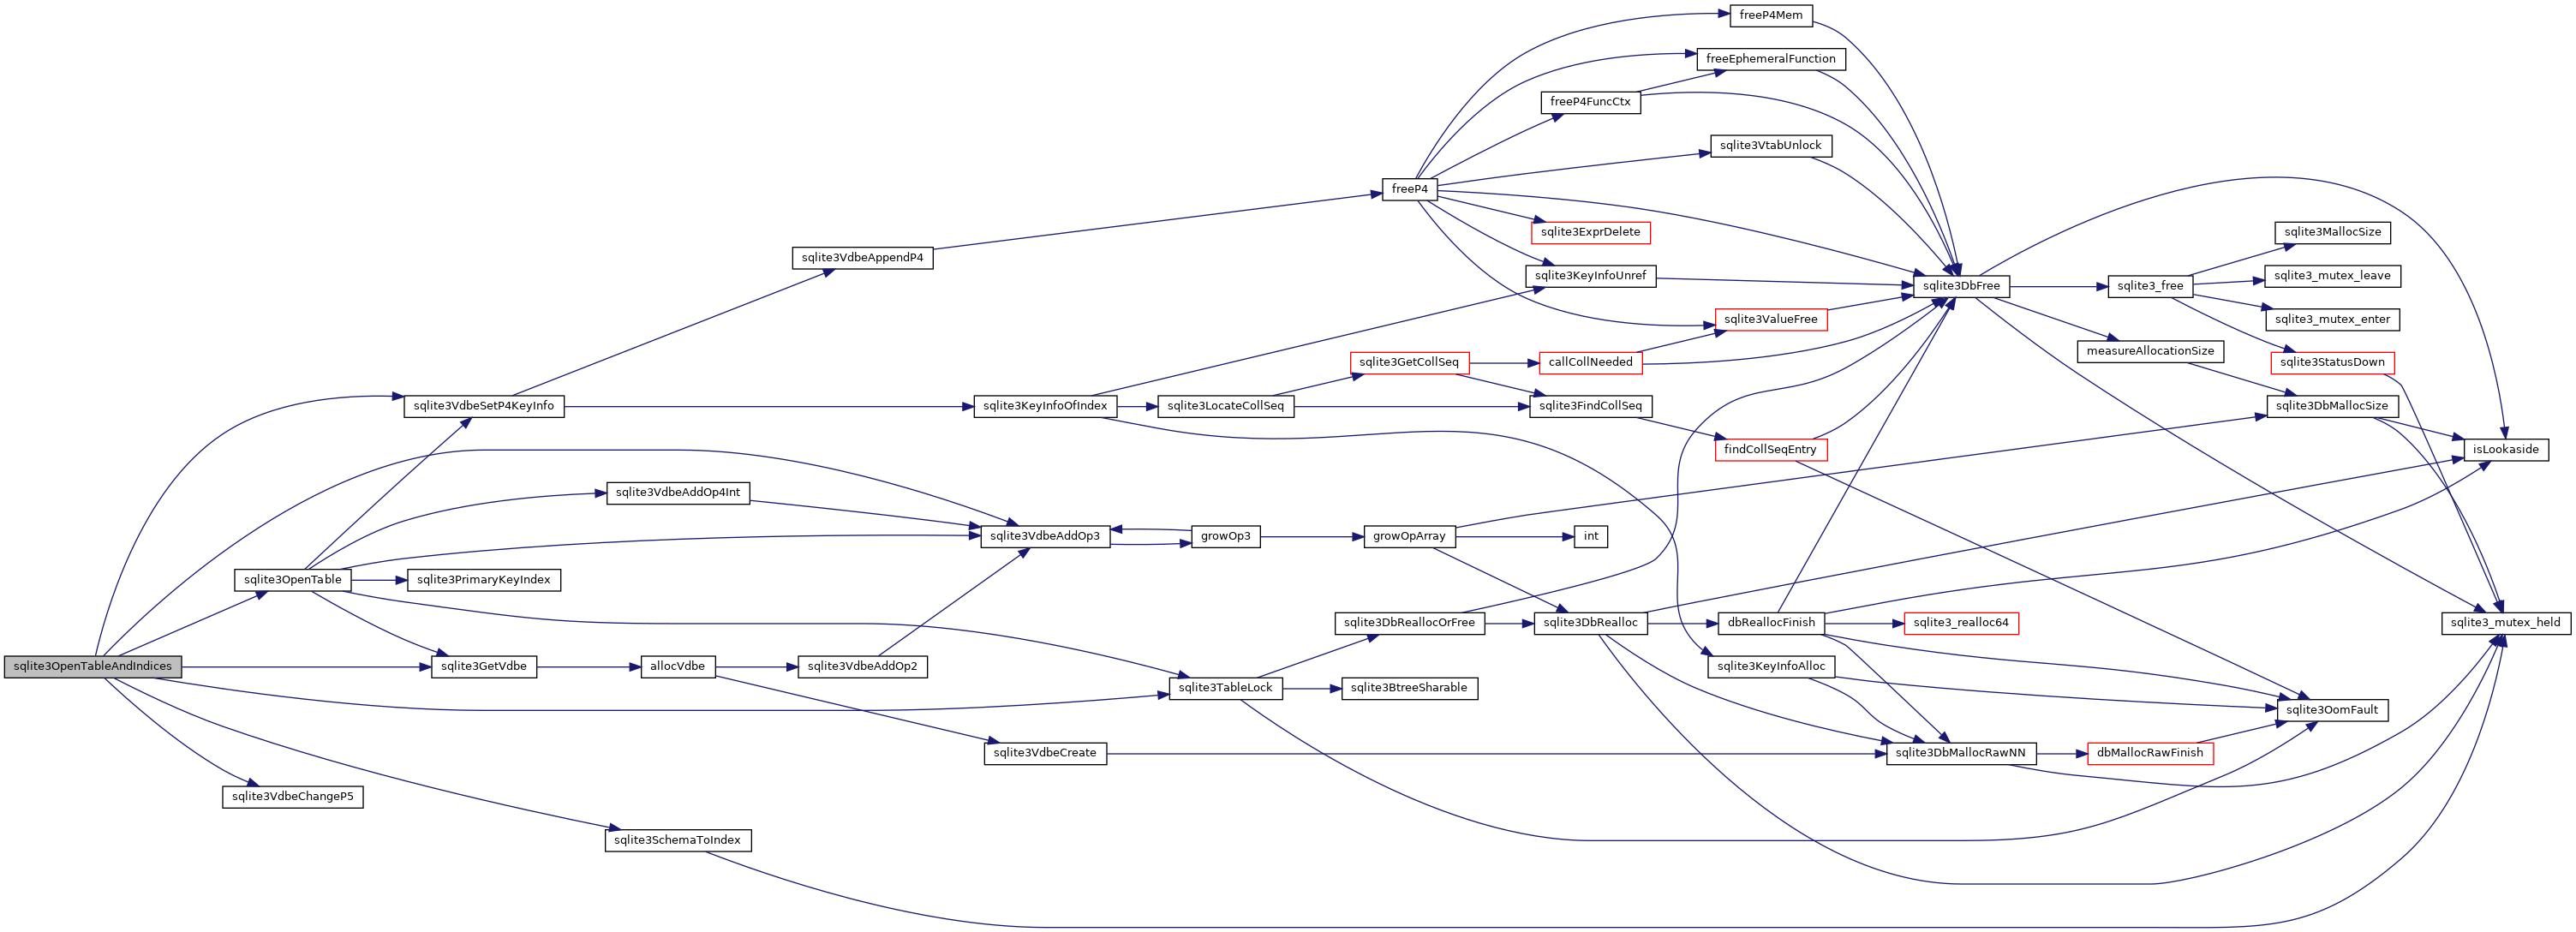 freeP4Mem
freeEphemeralFunction
freeP4FuncCtx
sqlite3VtabUnlock
freeP4
sqlite3ExprDelete
sqlite3MallocSize
sqlite3VdbeAppendP4
sqlite3KeyInfoUnref
sqlite3_mutex_leave
sqlite3DbFree
sqlite3_free
sqlite3ValueFree
sqlite3_mutex_enter
measureAllocationSize
sqlite3GetCollSeq
callCollNeeded
sqlite3StatusDown
sqlite3VdbeSetP4KeyInfo
sqlite3KeyInfoOfIndex
sqlite3LocateCollSeq
sqlite3FindCollSeq
sqlite3DbMallocSize
findCollSeqEntry
isLookaside
sqlite3VdbeAddOp4Int
sqlite3VdbeAddOp3
growOp3
growOpArray
int
sqlite3OpenTable
sqlite3PrimaryKeyIndex
sqlite3DbReallocOrFree
sqlite3DbRealloc
dbReallocFinish
sqlite3_realloc64
sqlite3_mutex_held
sqlite3OpenTableAndIndices
sqlite3GetVdbe
allocVdbe
sqlite3VdbeAddOp2
sqlite3KeyInfoAlloc
sqlite3TableLock
sqlite3BtreeSharable
sqlite3OomFault
sqlite3VdbeCreate
sqlite3DbMallocRawNN
dbMallocRawFinish
sqlite3VdbeChangeP5
sqlite3SchemaToIndex